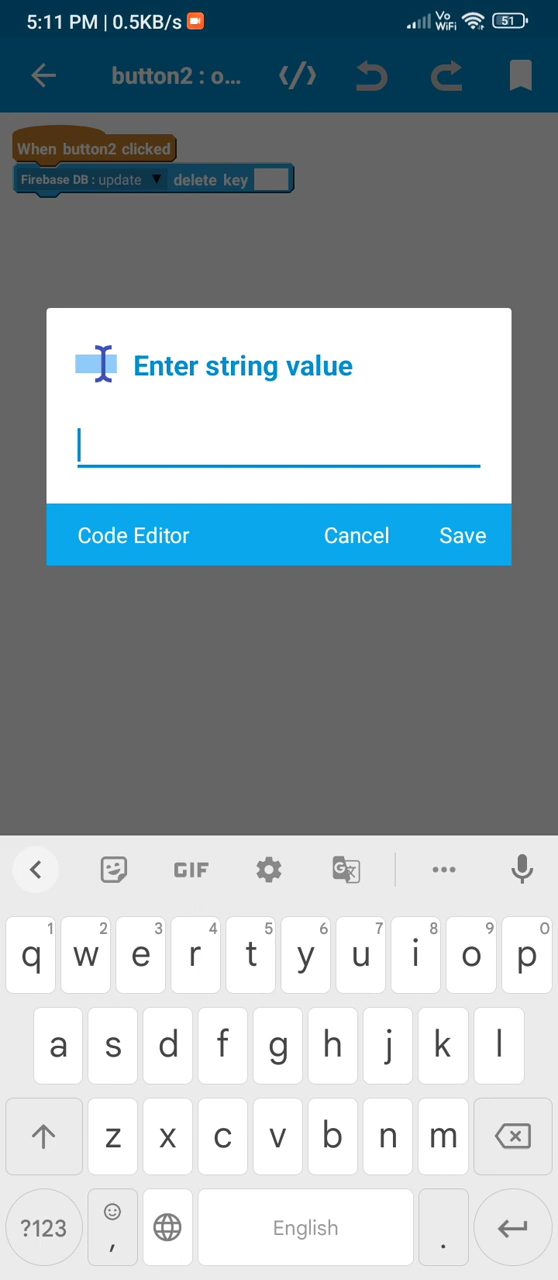 5:11 PM | 0.5KB/s Vo WiFi 51
button2 : o...
When button2 clicked
Firebase DB : update ▼ delete key
Enter string value
Code Editor Cancel Save
GIF
1 2 3 4 5 6 7 8 9 0
q w e r t y u i o p
a s d f g h j k l
z x c v b n m
?123 , English .